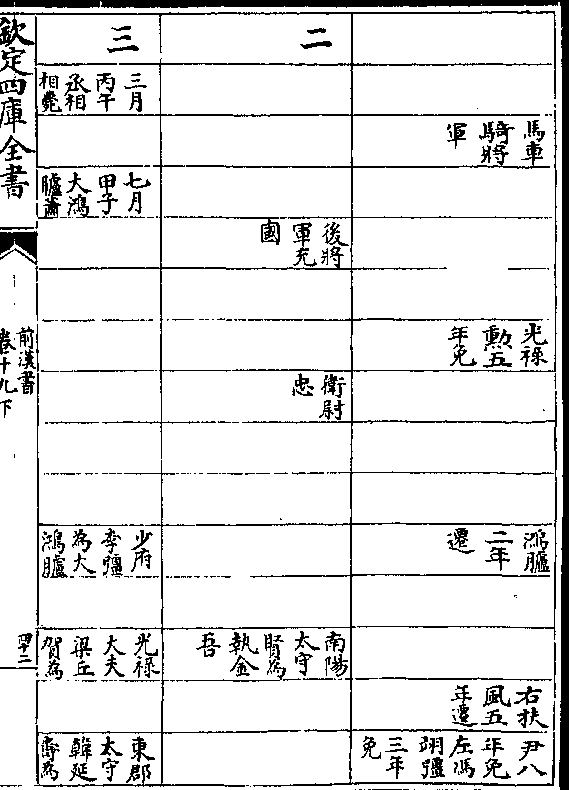 馬車
騎將
軍
光祿
勲五
年免
鴻臚
二年
遷
右扶
風五
年遷
尹八
年免
左馮
翊彊
三年
免
二
後將
軍充
國
衛尉
忠
南陽
太守
賢為
執金
吾
三
三月
丙午
丞相
相薨
七月
甲子
大鴻
臚蕭
少府
李彊
為大
鴻臚
光祿
大夫
梁丘
賀為
東郡
太守
韓延
壽為
欽定四庫全書
前漢書
卷十九下
四十二